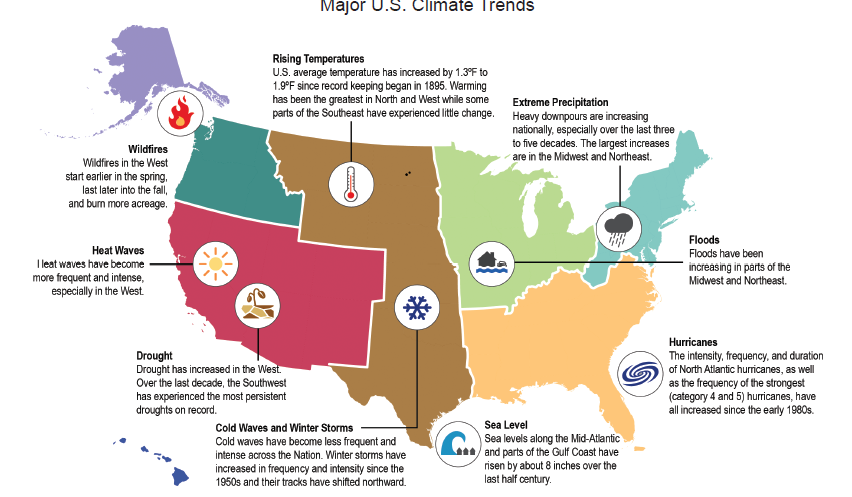 Major U.S. Climate Trends
Rising Temperatures
U.S. average temperature has increased by 1.3ºF to
1.9ºF since record keeping began in 1895. Warming
has been the greatest in North and West while some
parts of the Southeast have experienced little change.
Extreme Precipitation
Heavy downpours are increasing
nationally, especially over the last three
to five decades. The largest increases
are in the Midwest and Northeast.
Wildfires
Wildfires in the West
start earlier in the spring,
last later into the fall,
and burn more acreage.
Heat Waves
Heat waves have become
more frequent and intense,
especially in the West.
Floods
Floods have been
increasing in parts of the
Midwest and Northeast.
Drought
Drought has increased in the West.
Over the last decade, the Southwest
has experienced the most persistent
droughts on record.
Hurricanes
The intensity, frequency, and duration
of North Atlantic hurricanes, as well
as the frequency of the strongest
(category 4 and 5) hurricanes, have
all increased since the early 1980s.
Cold Waves and Winter Storms
Cold waves have become less frequent and
intense across the Nation. Winter storms have
increased in frequency and intensity since the
1950s and their tracks have shifted northward.
Sea Level
Sea levels along the Mid-Atlantic
and parts of the Gulf Coast have
risen by about 8 inches over the
last half century.